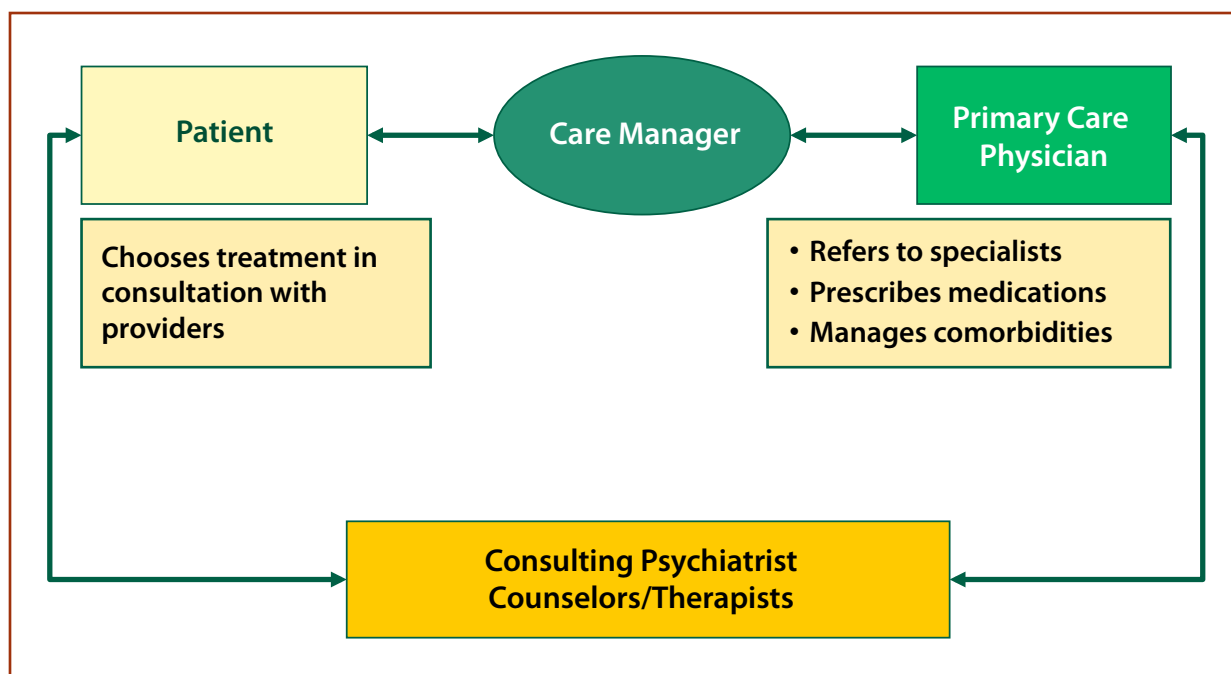 Patient
Care Manager
Primary Care
Physician
Chooses treatment in
consultation with
providers
• Refers to specialists
• Prescribes medications
• Manages comorbidities
Consulting Psychiatrist
Counselors/Therapists